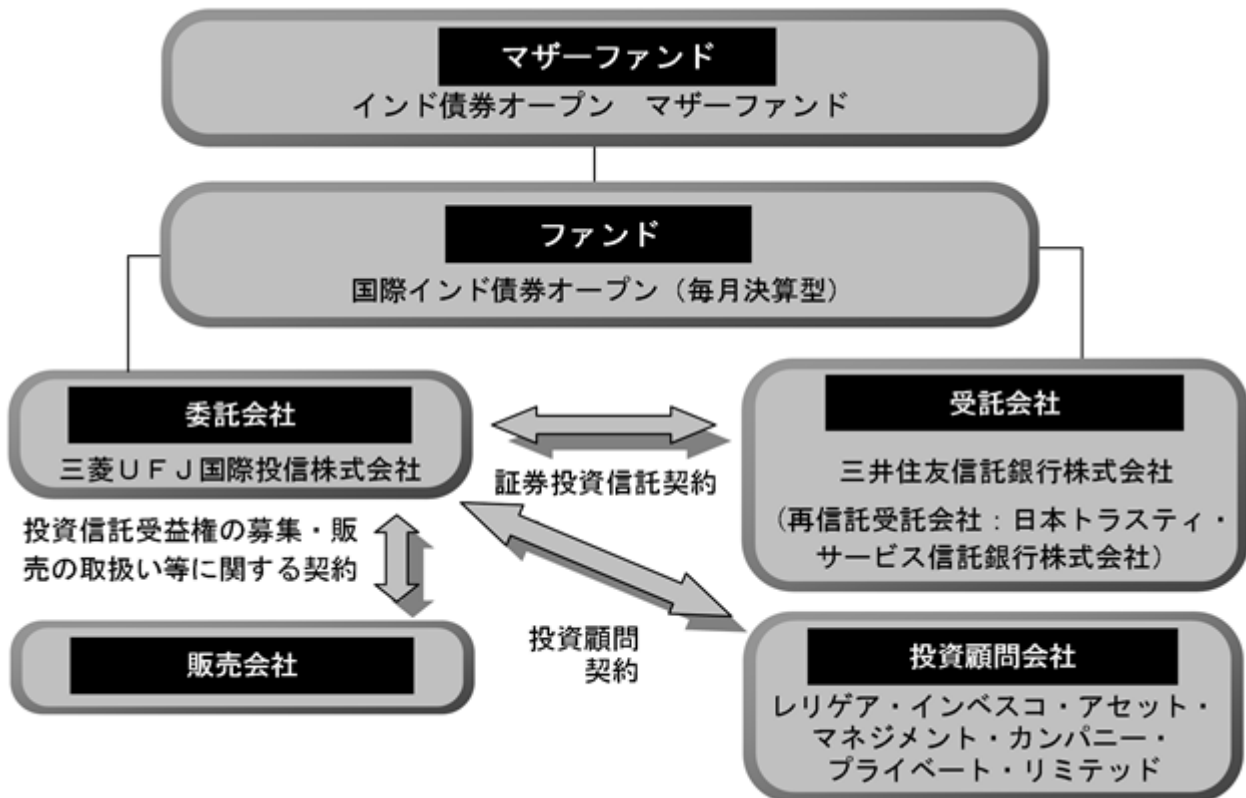 マザーファンド
インド債券オープン　マザーファンド
ファンド
国際インド債券オープン（毎月決算型）
委託会社
三菱ＵＦＪ国際投信株式会社
証券投資信託契約
受託会社
三井住友信託銀行株式会社
（再信託受託会社：日本トラスティ・
サービス信託銀行株式会社）
投資信託受益権の募集・販
売の取扱い等に関する契約
販売会社
投資顧問
契約
投資顧問会社
レリゲア・インベスコ・アセット・
マネジメント・カンパニー・
プライベート・リミテッド